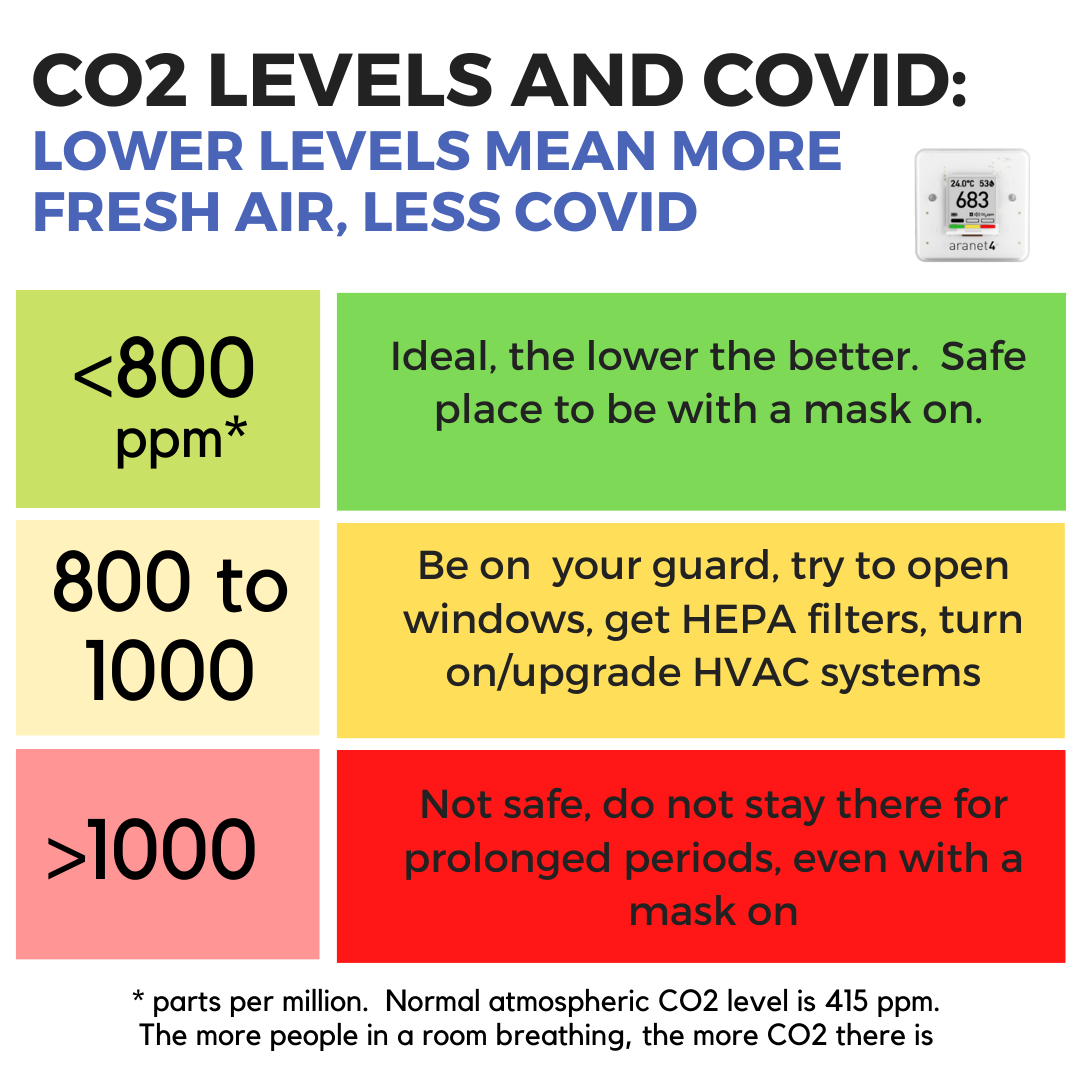 CO2 LEVELS AND COVID:
LOWER LEVELS MEAN MORE
FRESH AIR, LESS COVID
24.0°C 53
683
aranet4
<800
ppm*
Ideal, the lower the better.  Safe
place to be with a mask on.
800 to
1000
Be on  your guard, try to open
windows, get HEPA filters, turn
on/upgrade HVAC systems
>1000
Not safe, do not stay there for
prolonged periods, even with a
mask on
* parts per million.  Normal atmospheric CO2 level is 415 ppm.
The more people in a room breathing, the more CO2 there is